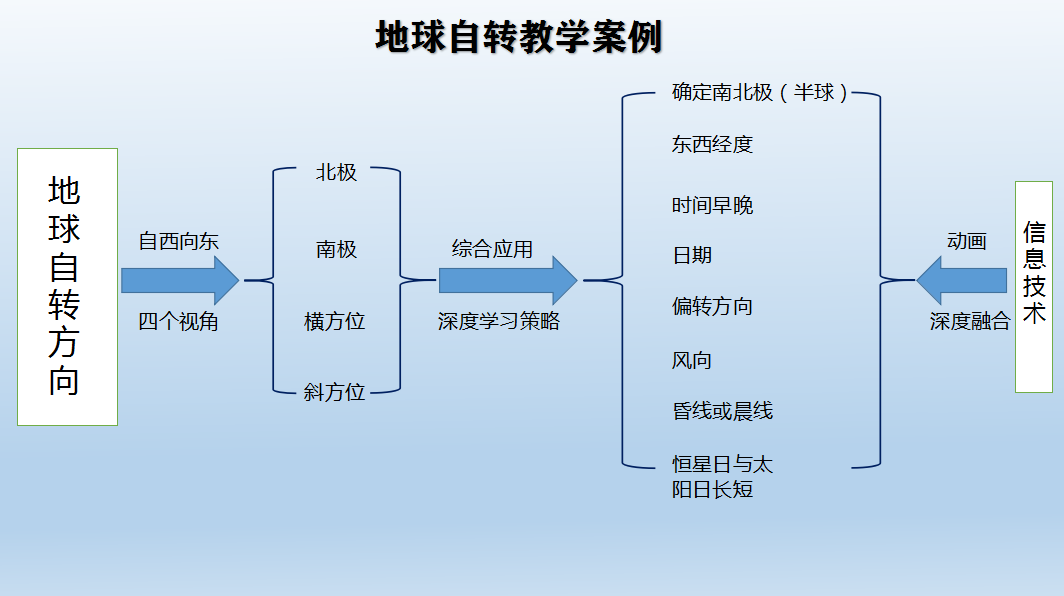 地球自转教学案例
地球自转方向
自西向东
四个视角
北极
南极
横方位
斜方位
综合应用
深度学习策略
确定南北极（半球）
东西经度
时间早晚
日期
偏转方向
风向
昏线或晨线
恒星日与太
阳日长短
动画
深度融合
信息技术